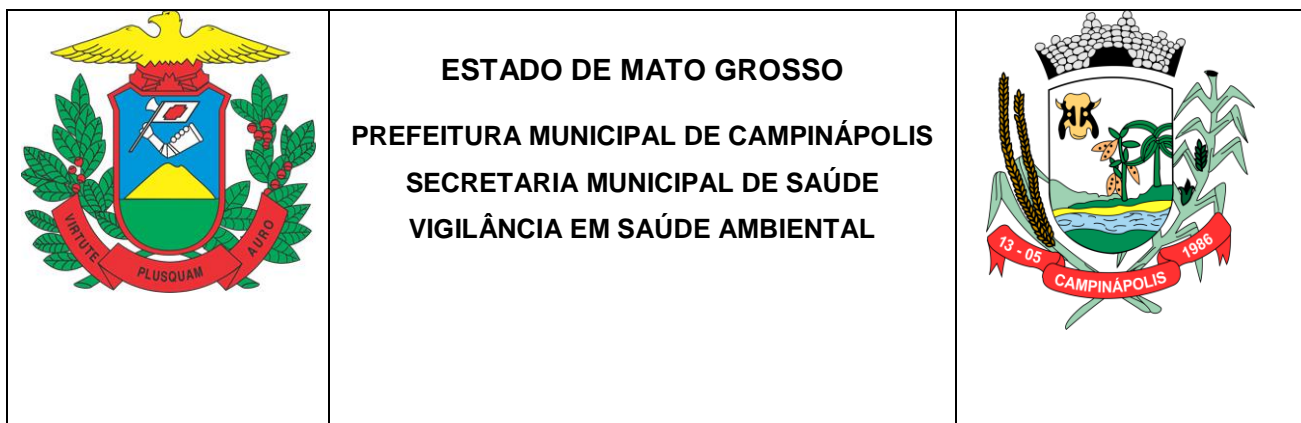 ESTADO DE MATO GROSSO
PREFEITURA MUNICIPAL DE CAMPINÁPOLIS
SECRETARIA MUNICIPAL DE SAÚDE
VIGILÂNCIA EM SAÚDE AMBIENTAL
VIRTUTE PLUSQUAM AURO
13 - 05 CAMPINÁPOLIS 1986